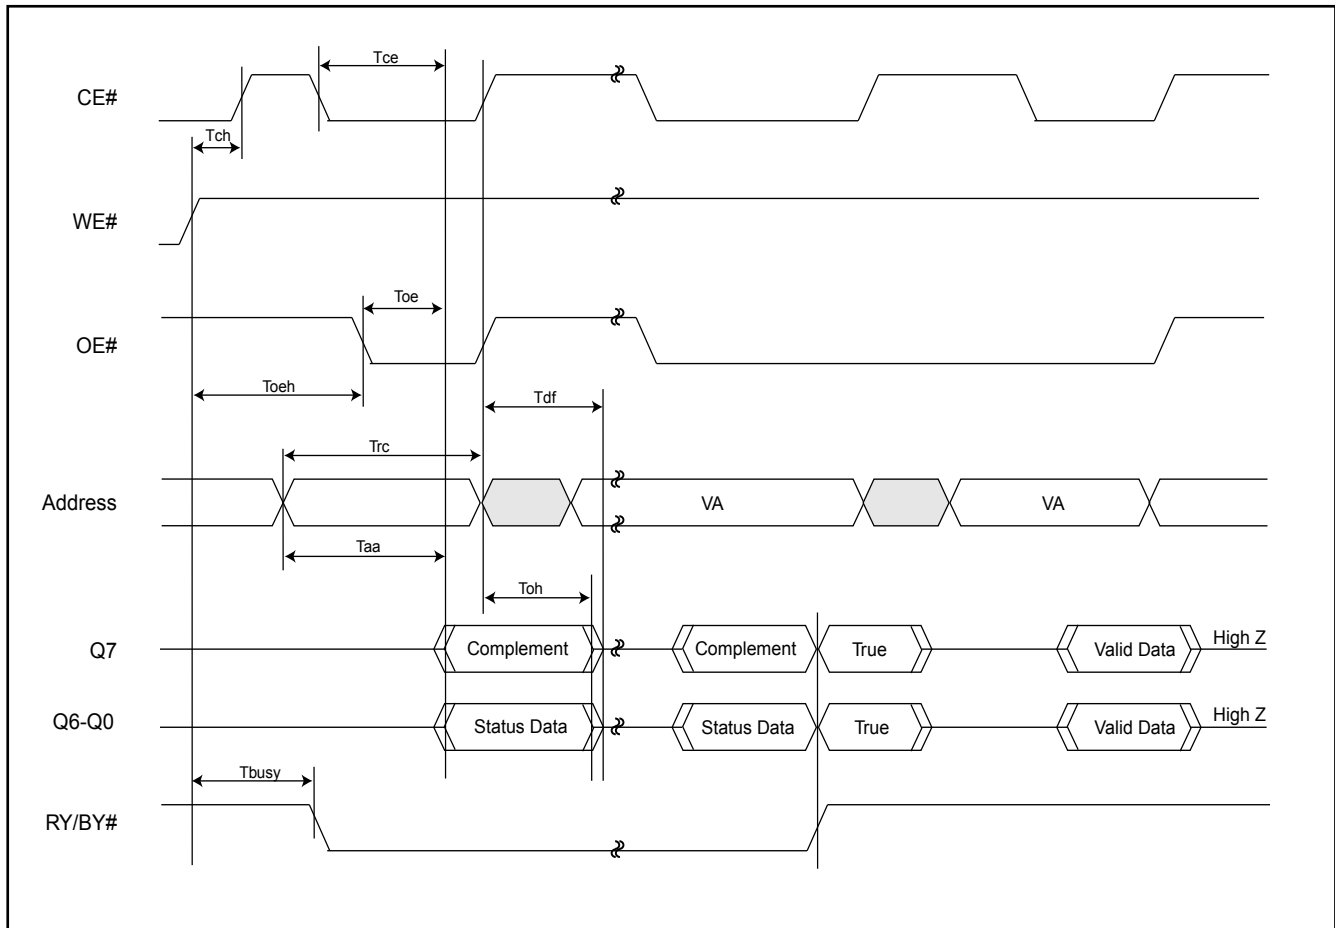 CE#
Tce
Tch
WE#
OE#
Toe
Toeh
Tdf
Trc
Address
VA
VA
Taa
Toh
Q7
Complement
Complement
True
Valid Data
High Z
Q6-Q0
Status Data
Status Data
True
Valid Data
High Z
Tbusy
RY/BY#